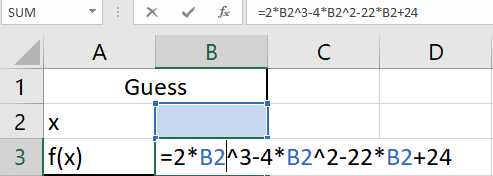 SUM fx =2*B2^3-4*B2^2-22*B2+24
A B C D
1 Guess
2 x
3 f(x) =2*B2^3-4*B2^2-22*B2+24